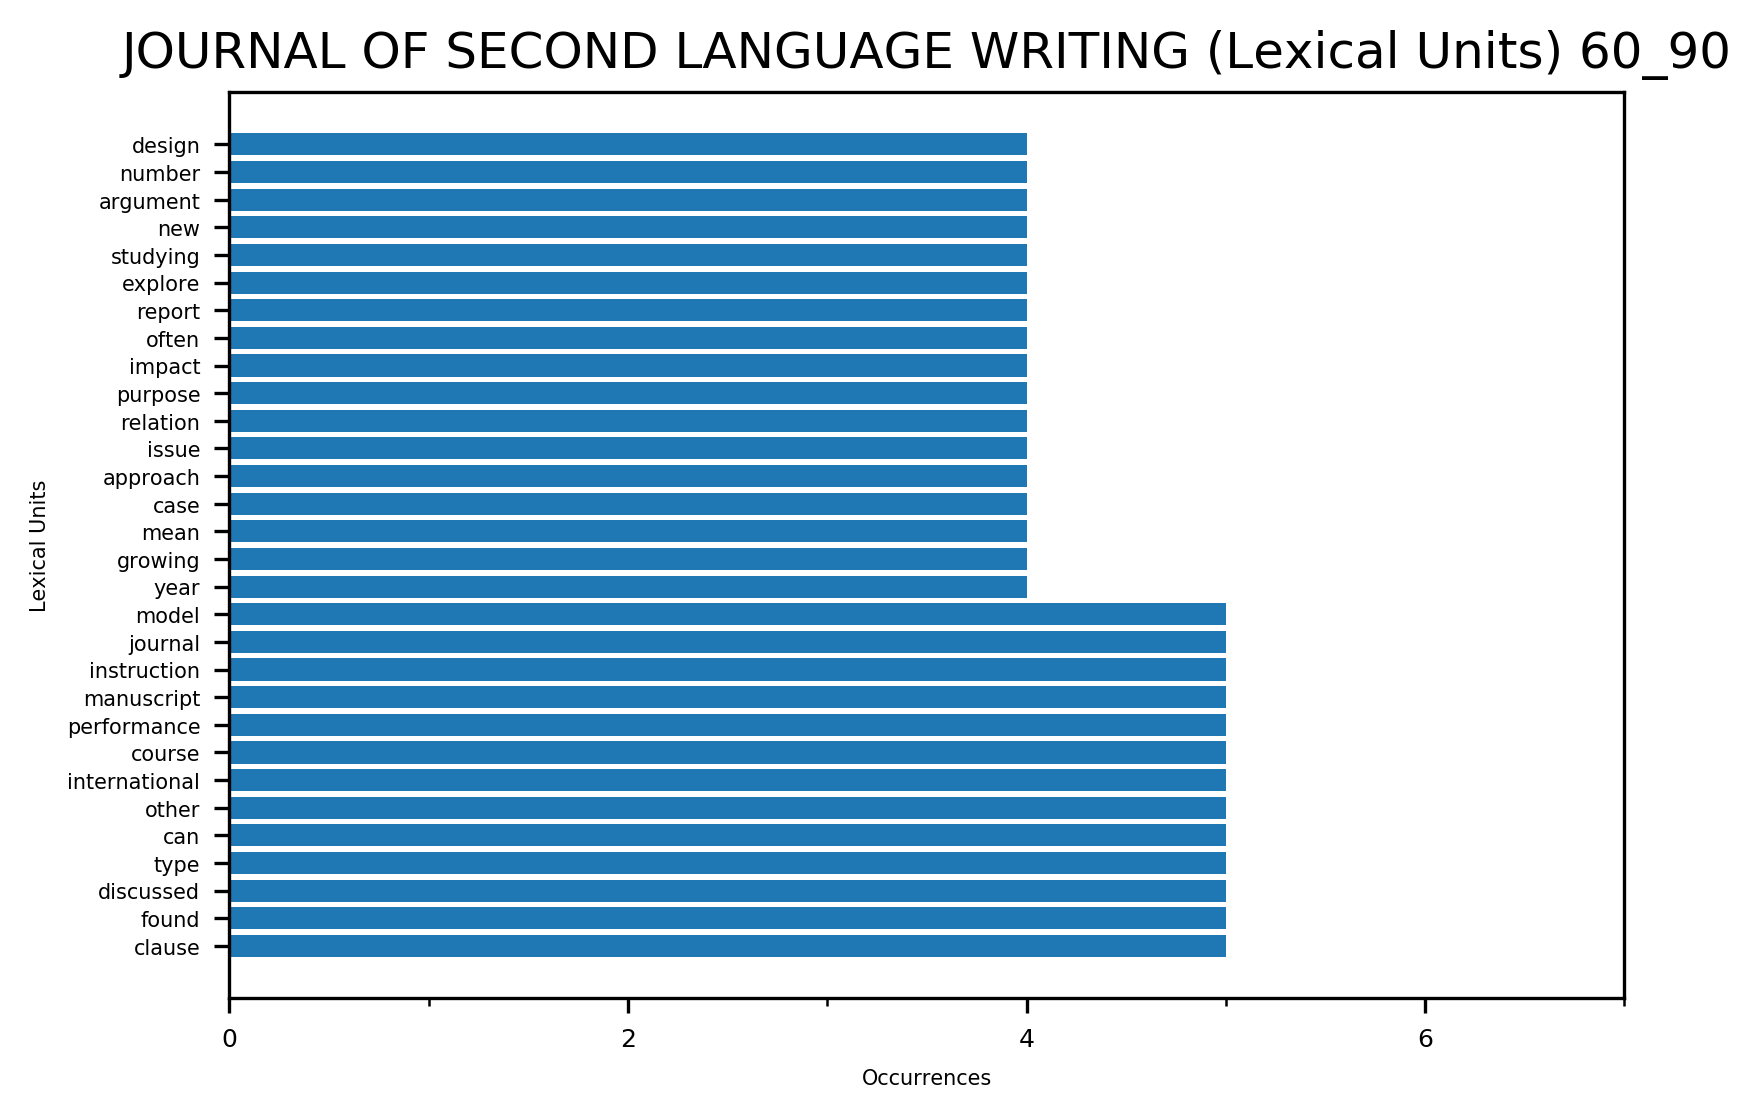 JOURNAL OF SECOND LANGUAGE WRITING (Lexical Units) 60_90
design
number
argument
new
studying
explore
report
often
impact
purpose
relation
issue
approach
case
mean
growing
year
model
journal
instruction
manuscript
performance
course
international
other
can
type
discussed
found
clause
Lexical Units
0 2 4 6
Occurrences